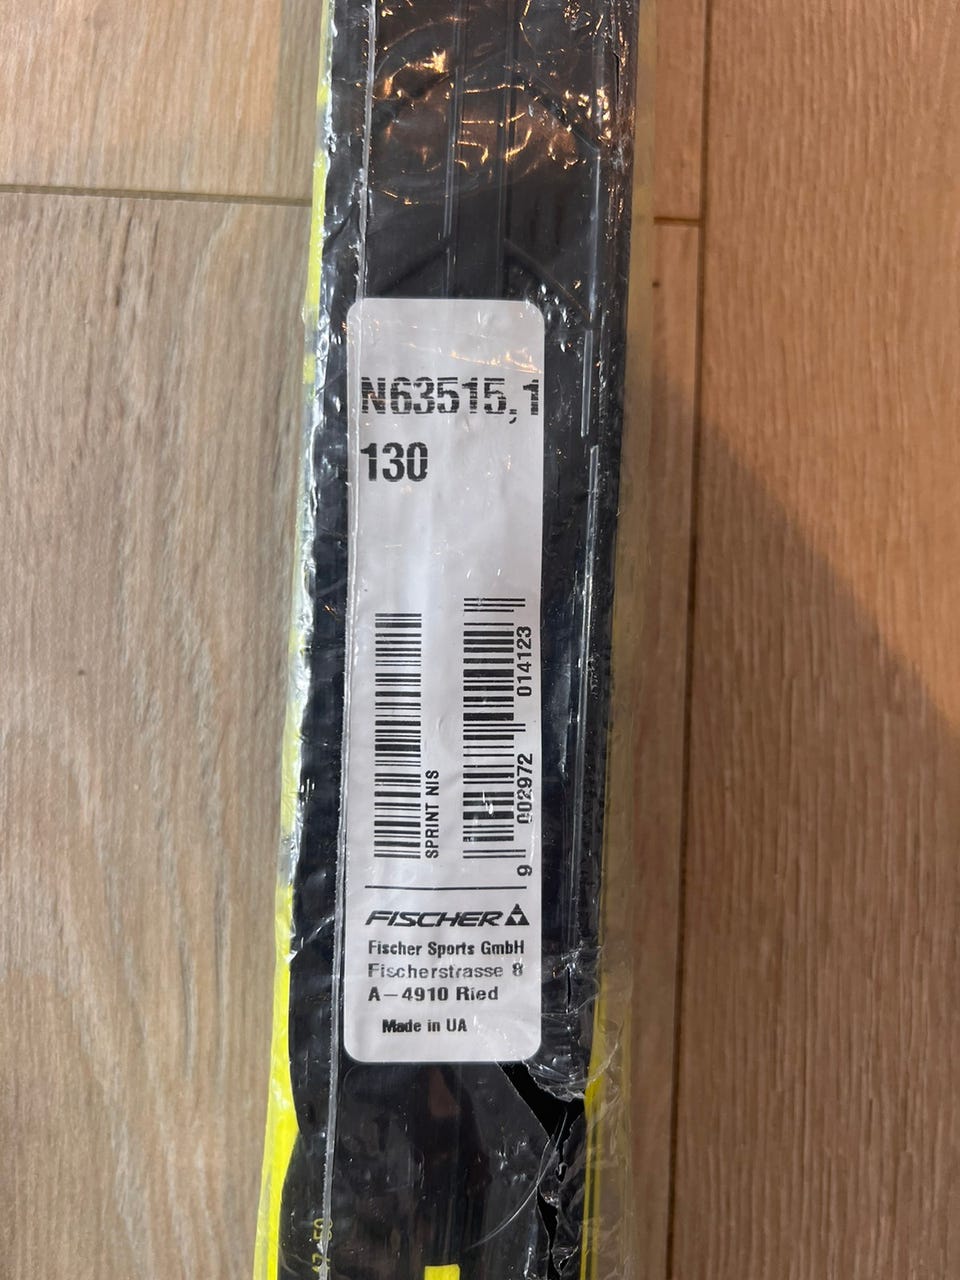 N63515,1
130
SPRINT NIS
9 002972 014123
FISCHER
Fischer Sports GmbH
Fischerstrasse 8
A-4910 Ried
Made in UA